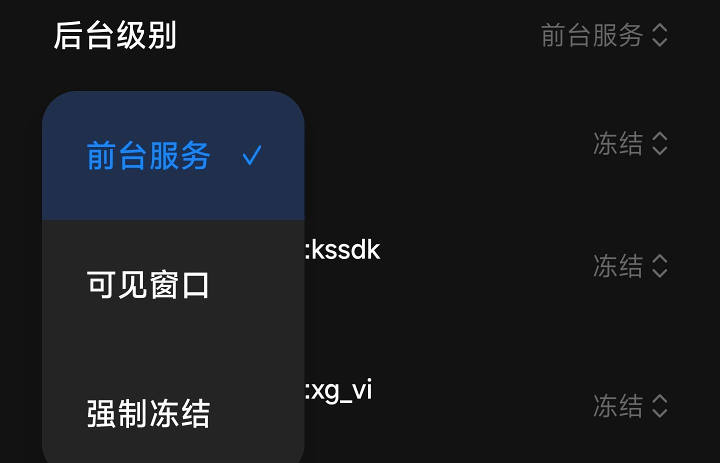 后台级别
前台服务
前台服务
冻结
:kssdk
冻结
可见窗口
:xg_vi
冻结
强制冻结